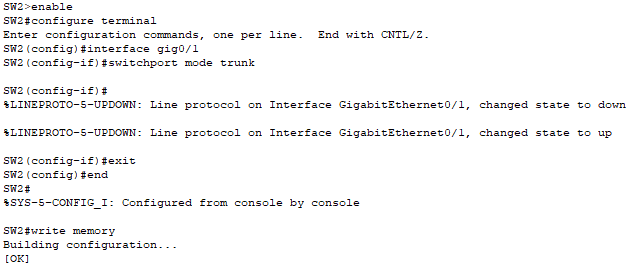 SW2>enable
SW2#configure terminal
Enter configuration commands, one per line.  End with CNTL/Z.
SW2(config)#interface gig0/1
SW2(config-if)#switchport mode trunk
SW2(config-if)#
%LINEPROTO-5-UPDOWN: Line protocol on Interface GigabitEthernet0/1, changed state to down
%LINEPROTO-5-UPDOWN: Line protocol on Interface GigabitEthernet0/1, changed state to up
SW2(config-if)#exit
SW2(config)#end
SW2#
%SYS-5-CONFIG_I: Configured from console by console
SW2#write memory
Building configuration...
[OK]